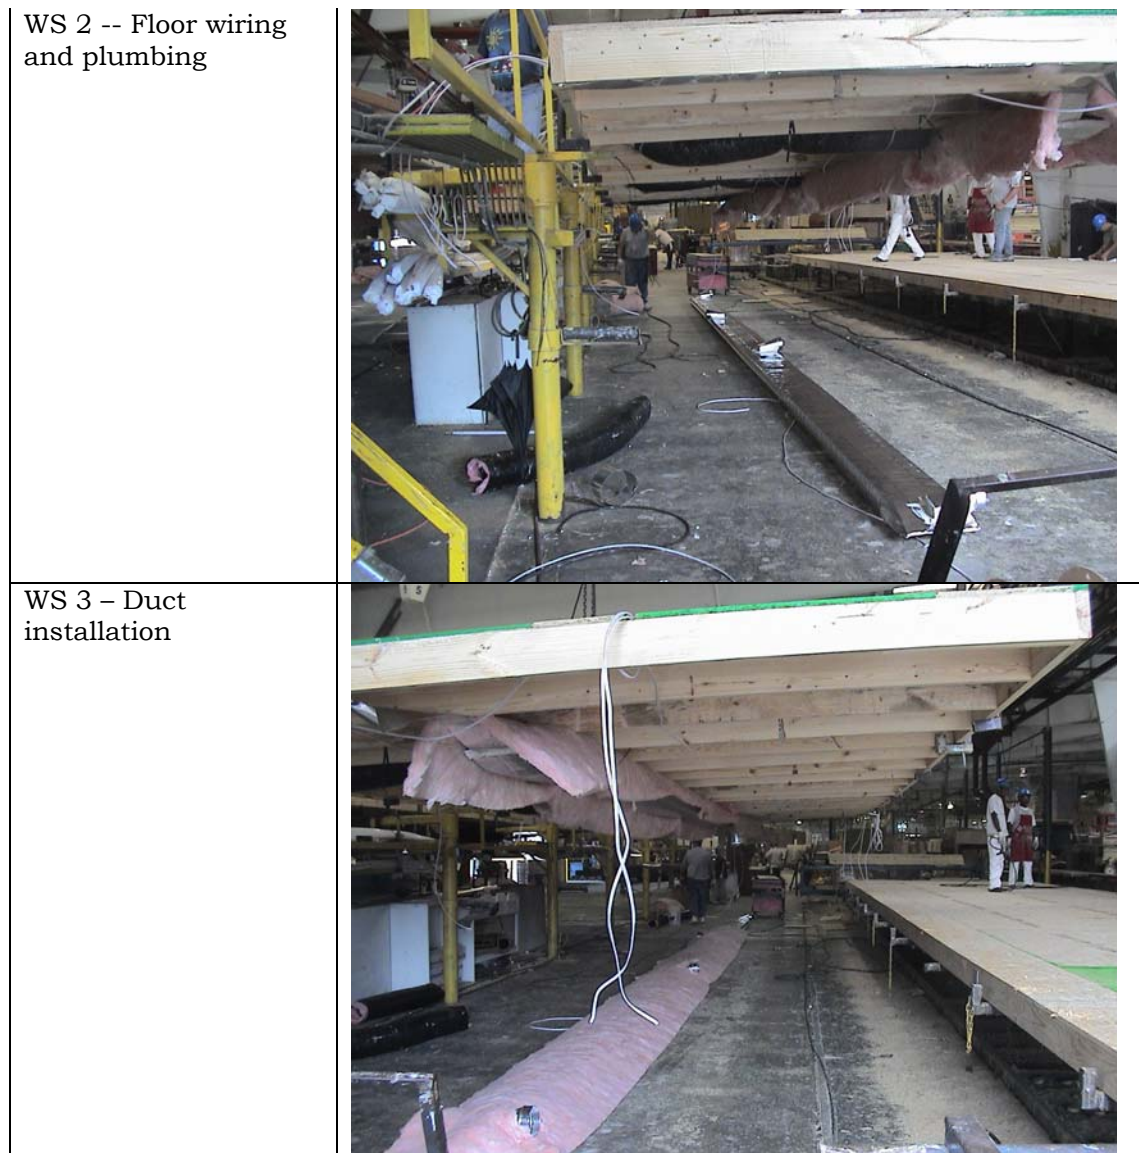 WS 2 -- Floor wiring
and plumbing
WS 3 – Duct
installation